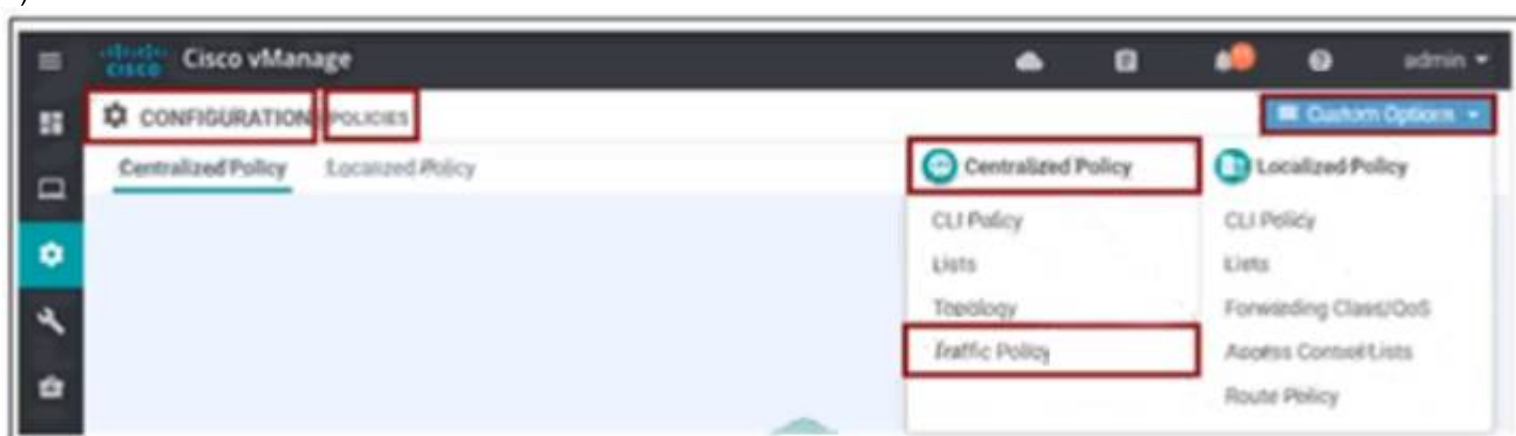 )
CISCO Cisco vManage admin
CONFIGURATION POLICIES Custom Options
Centralized Policy Localized Policy
Centralized Policy
CLI Policy
Lists
Topology
Traffic Policy
Localized Policy
CLI Policy
Lists
Forwarding Class/QoS
Access Control Lists
Route Policy